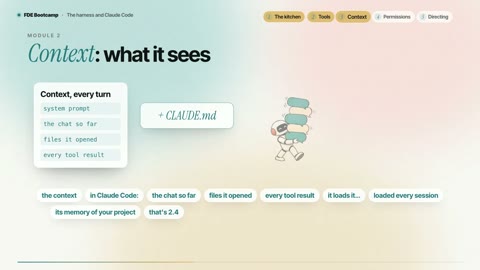 FDE Bootcamp · The harness and Claude Code
The kitchen
Tools
Context
Permissions
Directing
MODULE 2
Context: what it sees
Context, every turn
system prompt
the chat so far
files it opened
every tool result
+ CLAUDE.md
the context in Claude Code: the chat so far files it opened every tool result it loads it... loaded every session
its memory of your project that's 2.4